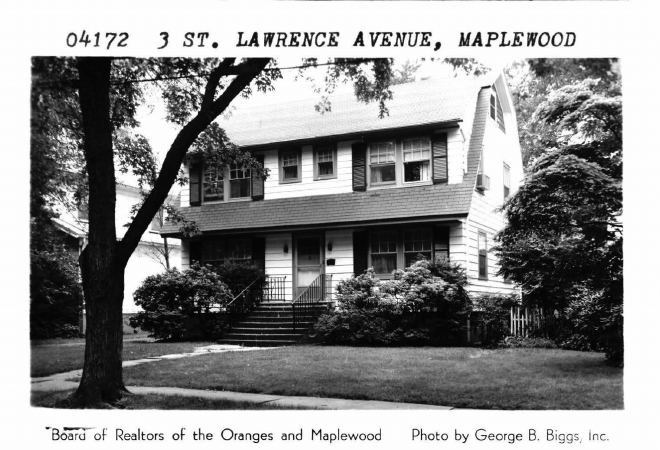 04172 3 ST. LAWRENCE AVENUE, MAPLEWOOD
Board of Realtors of the Oranges and Maplewood Photo by George B. Biggs, Inc.